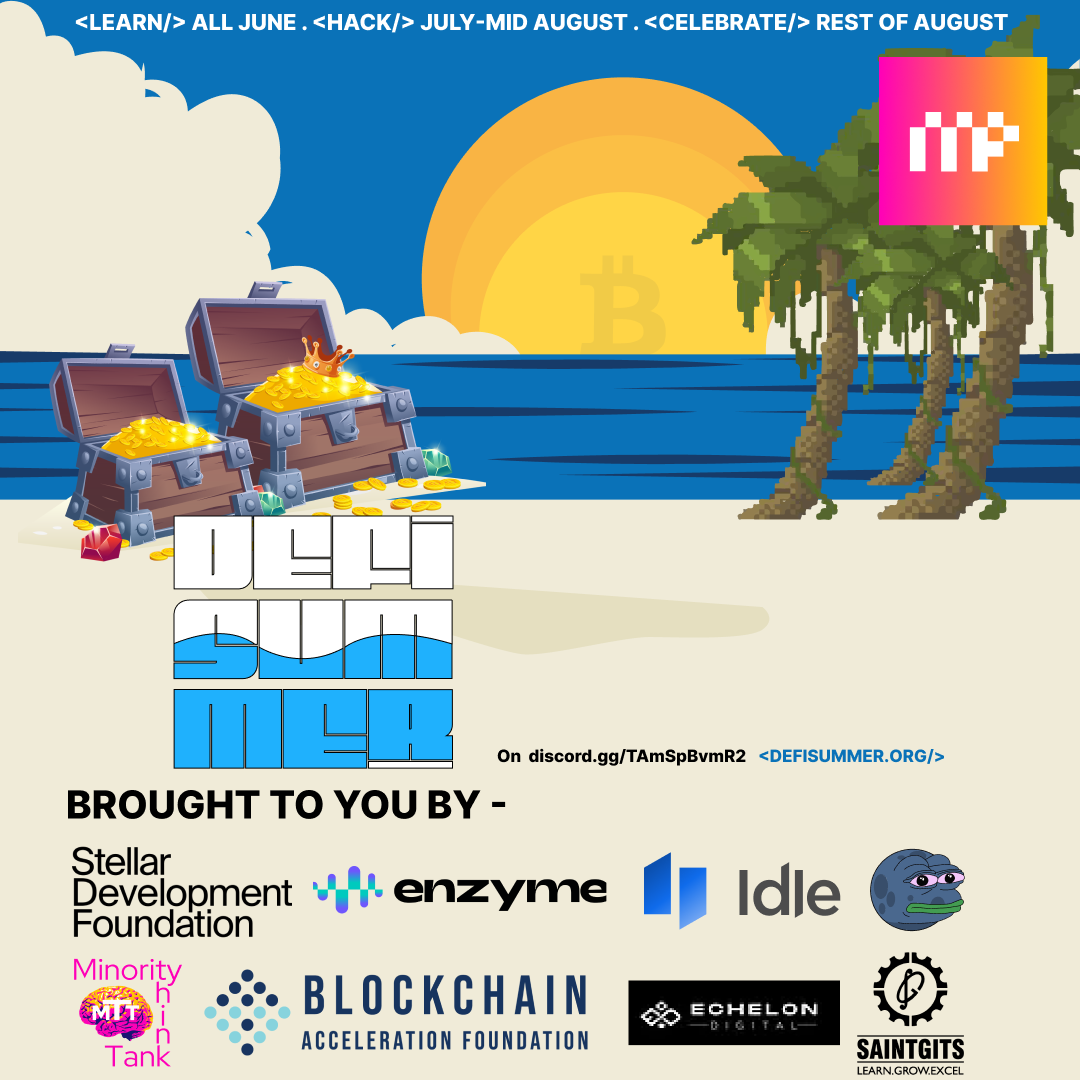 <LEARN/> ALL JUNE . <HACK/> JULY-MID AUGUST . <CELEBRATE/> REST OF AUGUST
MP
DEFI
SUM
MER
On discord.gg/TAmSpBvmR2 <DEFISUMMER.ORG/>
BROUGHT TO YOU BY -
Stellar
Development
Foundation
enzyme
Idle
Minority
Think
MTT
Tank
BLOCKCHAIN
ACCELERATION FOUNDATION
ECHELON
DIGITAL
SAINTGITS
LEARN.GROW.EXCEL